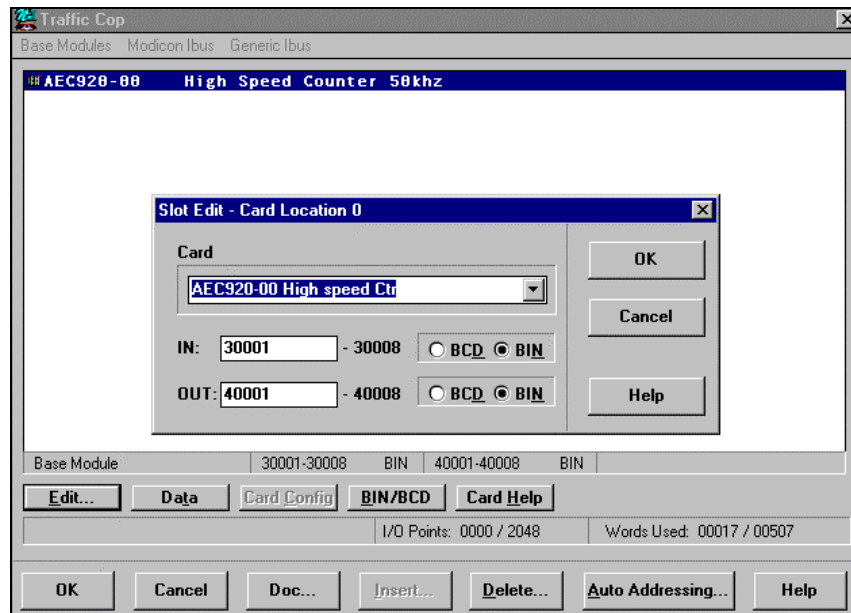 Traffic Cop
Base Modules Modicon Ibus Generic Ibus
AEC920-00 High Speed Counter 50khz
Slot Edit - Card Location 0
Card
AEC920-00 High speed Ctr
OK
Cancel
IN: 30001 - 30008 BCD BIN
OUT: 40001 - 40008 BCD BIN
Help
Base Module 30001-30008 BIN 40001-40008 BIN
Edit... Data Card Config BIN/BCD Card Help
I/O Points: 0000 / 2048 Words Used: 00017 / 00507
OK Cancel Doc... Insert... Delete... Auto Addressing... Help